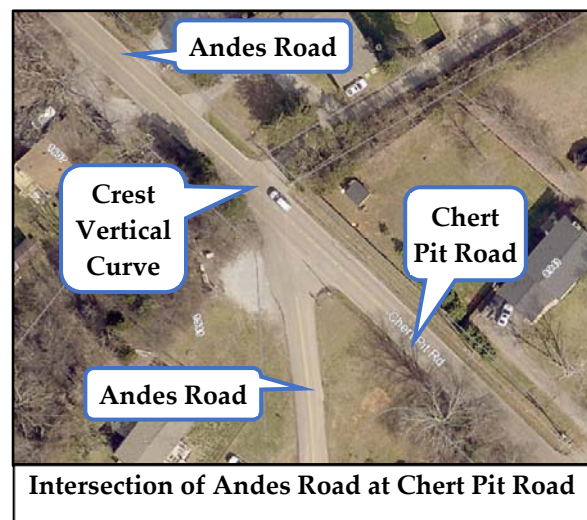 Andes Road
Crest
Vertical
Curve
Chert
Pit Road
Chert Pit Rd
Andes Road
Intersection of Andes Road at Chert Pit Road